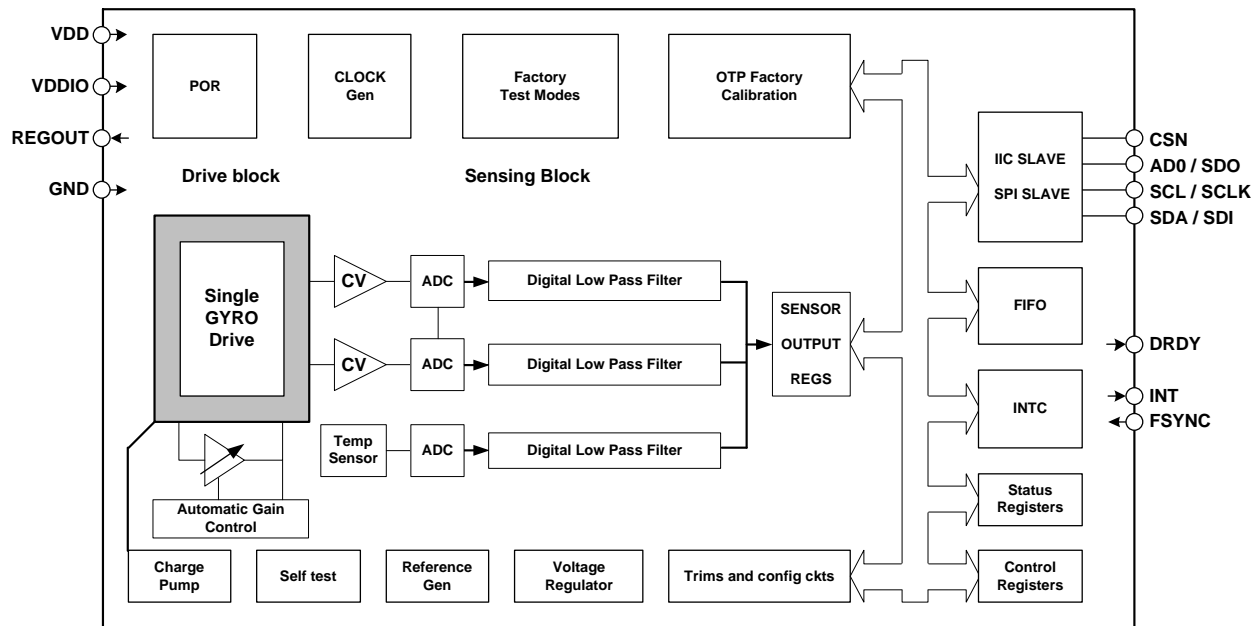 VDD
VDDIO
REGOUT
GND
POR
CLOCK
Gen
Factory
Test Modes
OTP Factory
Calibration
IIC SLAVE
SPI SLAVE
CSN
AD0 / SDO
SCL / SCLK
SDA / SDI
Drive block
Sensing Block
Single
GYRO
Drive
CV
ADC
Digital Low Pass Filter
CV
ADC
Digital Low Pass Filter
Temp
Sensor
ADC
Digital Low Pass Filter
SENSOR
OUTPUT
REGS
FIFO
DRDY
INTC
INT
FSYNC
Automatic Gain
Control
Status
Registers
Charge
Pump
Self test
Reference
Gen
Voltage
Regulator
Trims and config ckts
Control
Registers